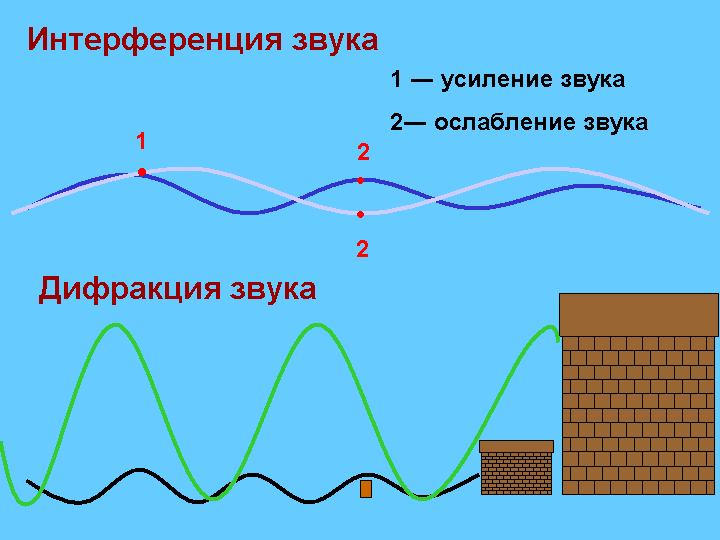 Интерференция звука
1 — усиление звука
2— ослабление звука
1
2
2
Дифракция звука